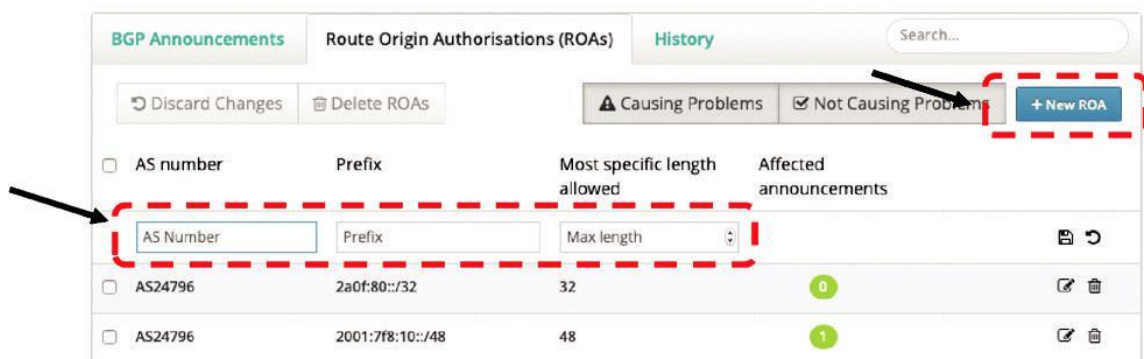 BGP Announcements Route Origin Authorisations (ROAs) History Search...
Discard Changes Delete ROAs Causing Problems Not Causing Problems + New ROA
AS number Prefix Most specific length allowed Affected announcements
AS Number Prefix Max length
AS24796 2a0f:80::/32 32 0
AS24796 2001:7f8:10::/48 48 1